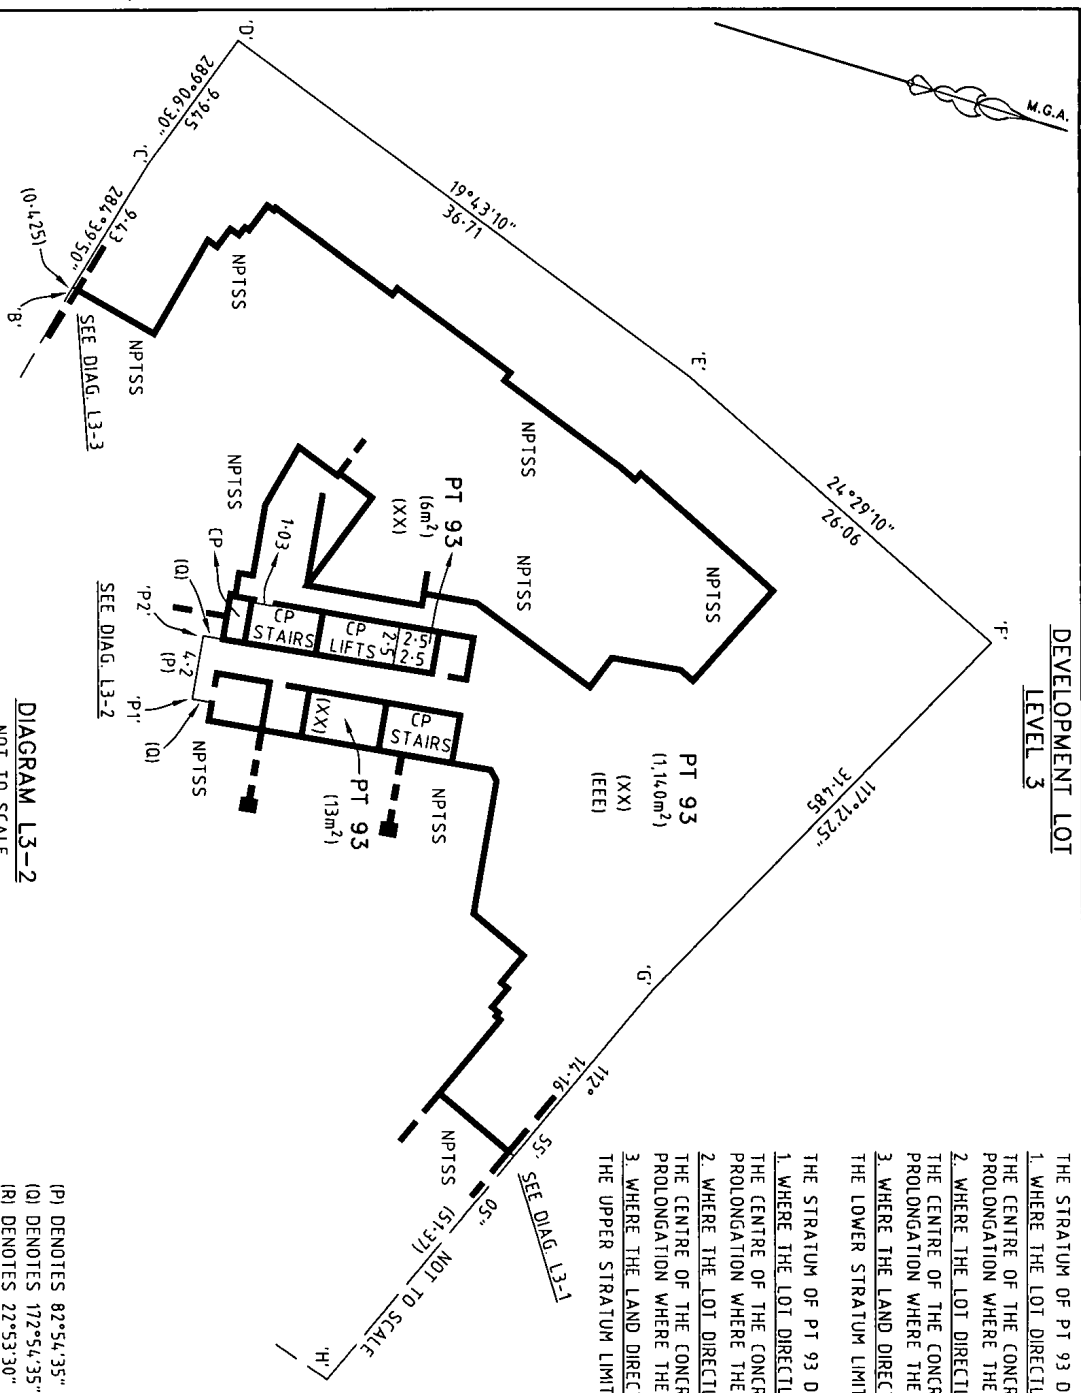 M.G.A.
DEVELOPMENT LOT
LEVEL 3
'D'
289°06'30"
9·945
'C'
284°39'50"
9·43
(0·425)
'B'
SEE DIAG. L3-3
19°43'10"
36·71
'E'
24°29'10"
26·06
'F'
117°12'25"
31·485
'G'
112° 55' 05"
14·16
(51·37)
NOT TO SCALE
'H'
SEE DIAG. L3-1
NPTSS
NPTSS
NPTSS
NPTSS
NPTSS
NPTSS
NPTSS
NPTSS
NPTSS
PT 93
(6m²)
(XX)
PT 93
(1,140m²)
(XX)
(EEE)
1·03
CP
CP
STAIRS
CP
LIFTS
2·5
2·5
2·5
(XX)
PT 93
(13m²)
CP
STAIRS
(Q)
'P2'
4·2
(P)
'P1'
(Q)
SEE DIAG. L3-2
DIAGRAM L3-2
NOT TO SCALE
THE STRATUM OF PT 93 D
1. WHERE THE LOT DIRECTL
THE CENTRE OF THE CONCR
PROLONGATION WHERE THE
2. WHERE THE LOT DIRECT
THE CENTRE OF THE CONCR
PROLONGATION WHERE THE
3. WHERE THE LAND DIREC
THE LOWER STRATUM LIMIT
THE STRATUM OF PT 93 D
1. WHERE THE LOT DIRECTL
THE CENTRE OF THE CONCR
PROLONGATION WHERE THE
2. WHERE THE LOT DIRECTL
THE CENTRE OF THE CONCR
PROLONGATION WHERE THE
3. WHERE THE LAND DIREC
THE UPPER STRATUM LIMIT
(P) DENOTES 82°54'35"
(Q) DENOTES 172°54'35"
(R) DENOTES 22°53'30"